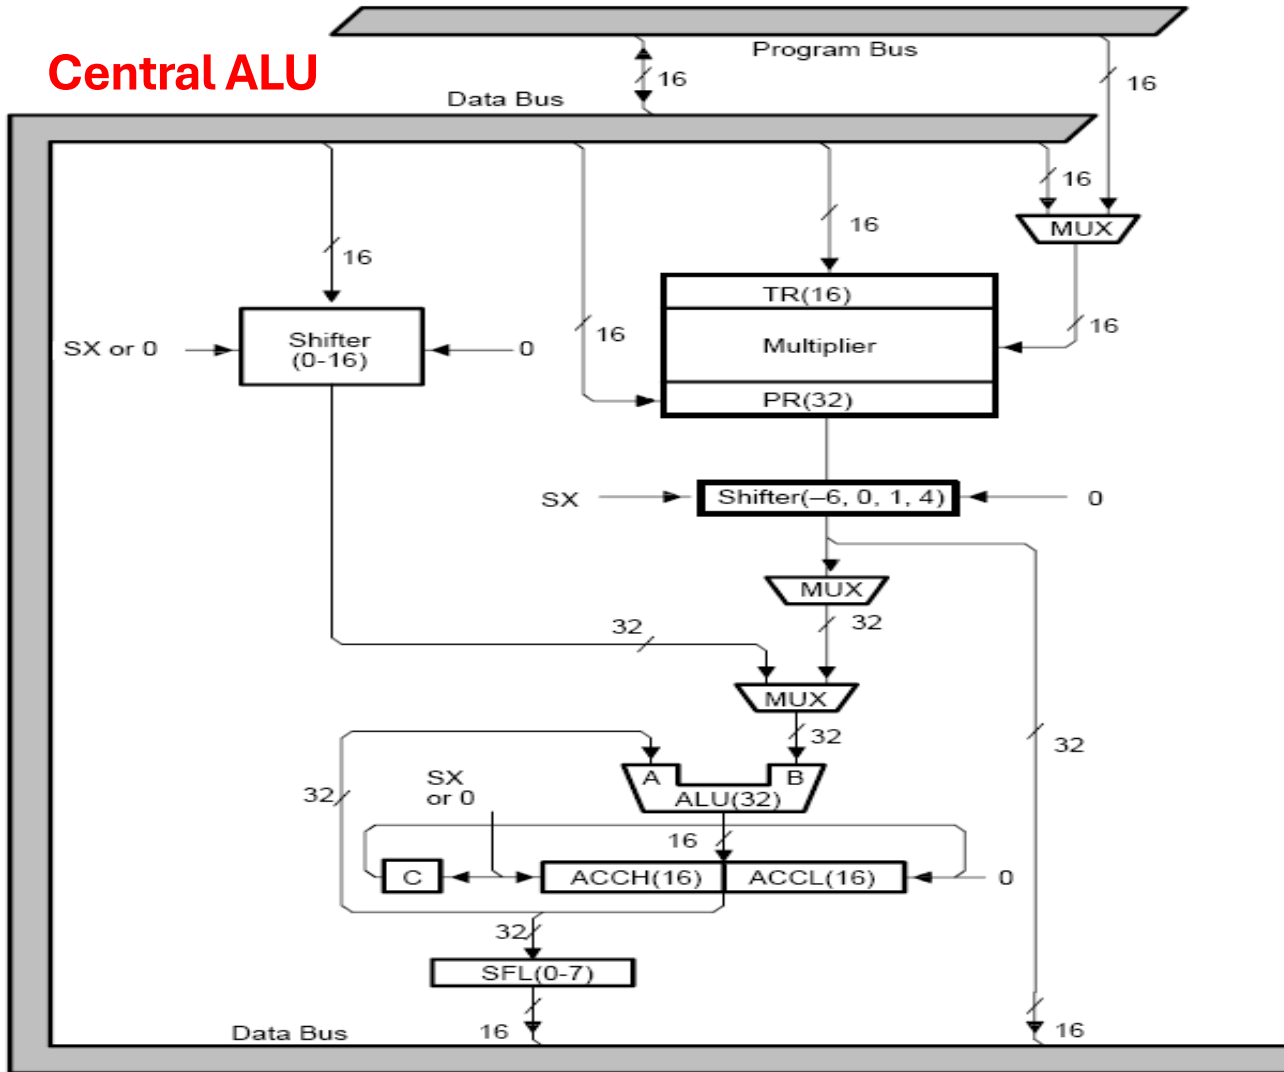 Program Bus
Central ALU
16
16
Data Bus
16
16
MUX
16
TR(16)
16
16
Shifter
(0-16)
SX or 0
0
Multiplier
PR(32)
SX
Shifter(–6, 0, 1, 4)
0
MUX
32
32
MUX
32
32
A
B
SX
or 0
32
ALU(32)
16
C
ACCH(16)
ACCL(16)
0
32
SFL(0-7)
Data Bus
16
16